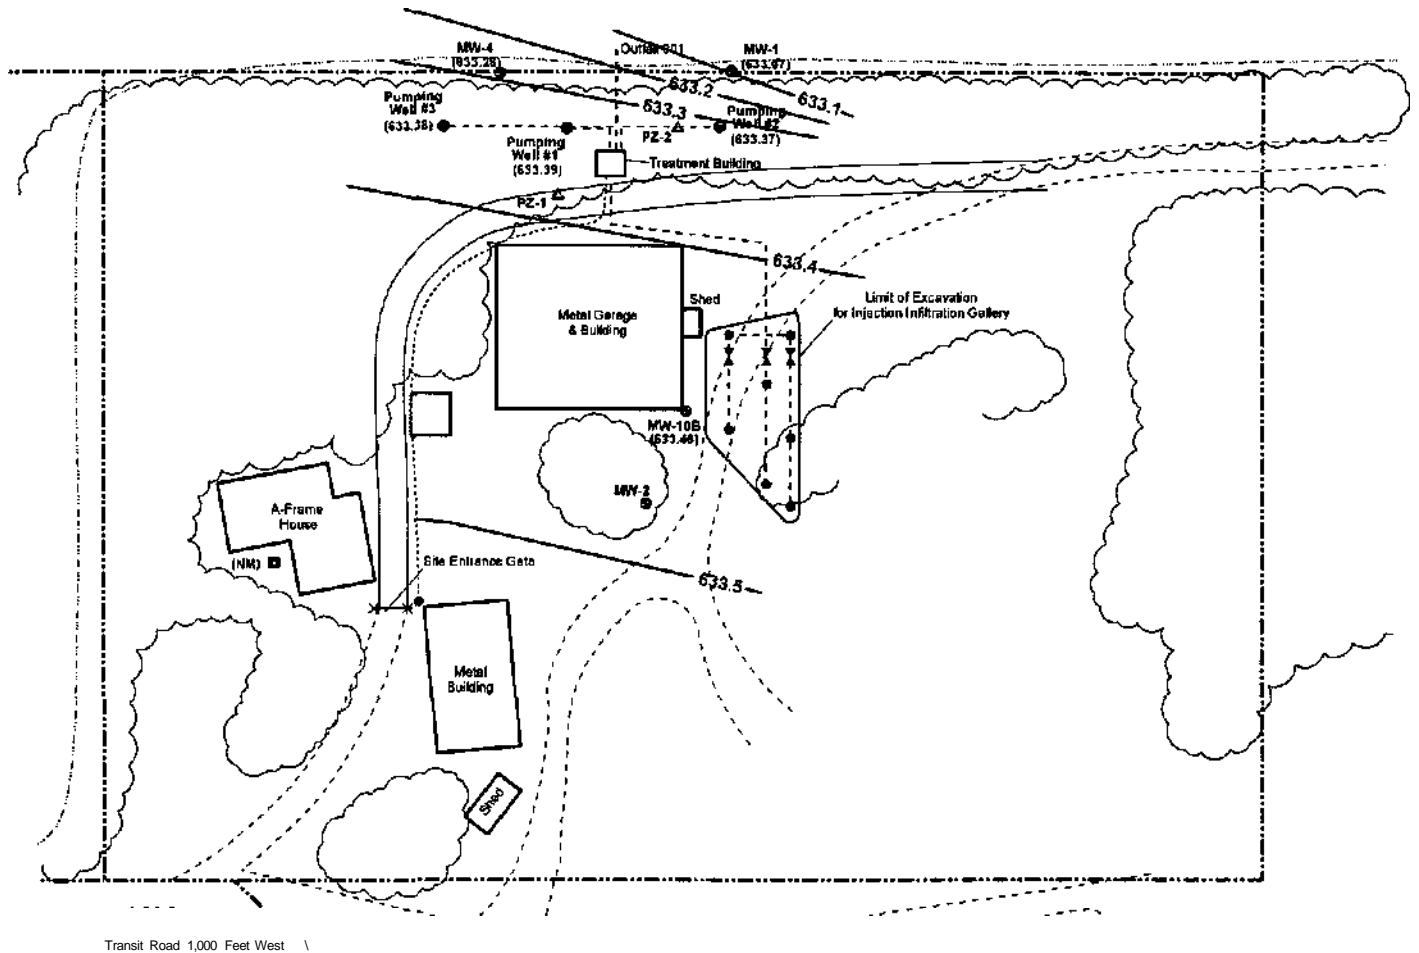 MW-4
(633.28)
Outfall 001
MW-1
(633.67)
Pumping
Well #3
(633.38)
633.2
633.3
633.1
Pumping
Well #2
(633.37)
PZ-2
Pumping
Well #1
(633.39)
Treatment Building
PZ-1
633.4
Shed
Limit of Excavation
for Injection Infiltration Gallery
Metal Garage
& Building
MW-10B
(633.46)
MW-2
A-Frame
House
(NM)
Site Entrance Gate
633.5
Metal
Building
Shed
Transit Road 1,000 Feet West \